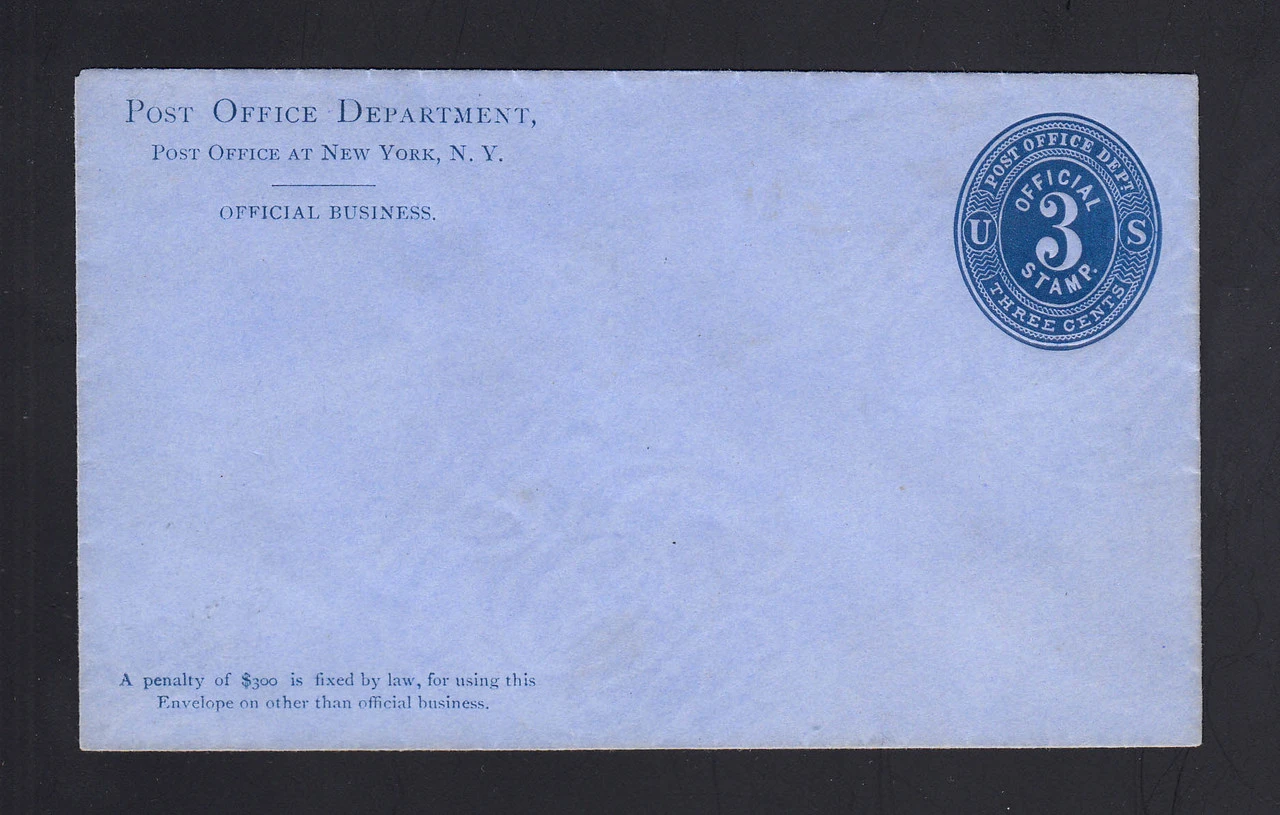 Post Office Department,
Post Office at New York, N. Y.
OFFICIAL BUSINESS.
POST OFFICE DEPT.
OFFICIAL
U 3 S
STAMP.
THREE CENTS
A penalty of $300 is fixed by law, for using this
Envelope on other than official business.